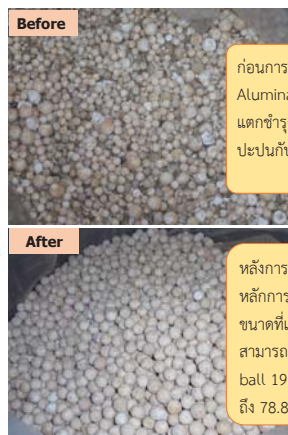 Before
ก่อนการ
Alumina
แตกชำรุ
ปะปนกับ
After
หลังการ
หลักการ
ขนาดที่
สามารถ
ball 19
ถึง 78.8